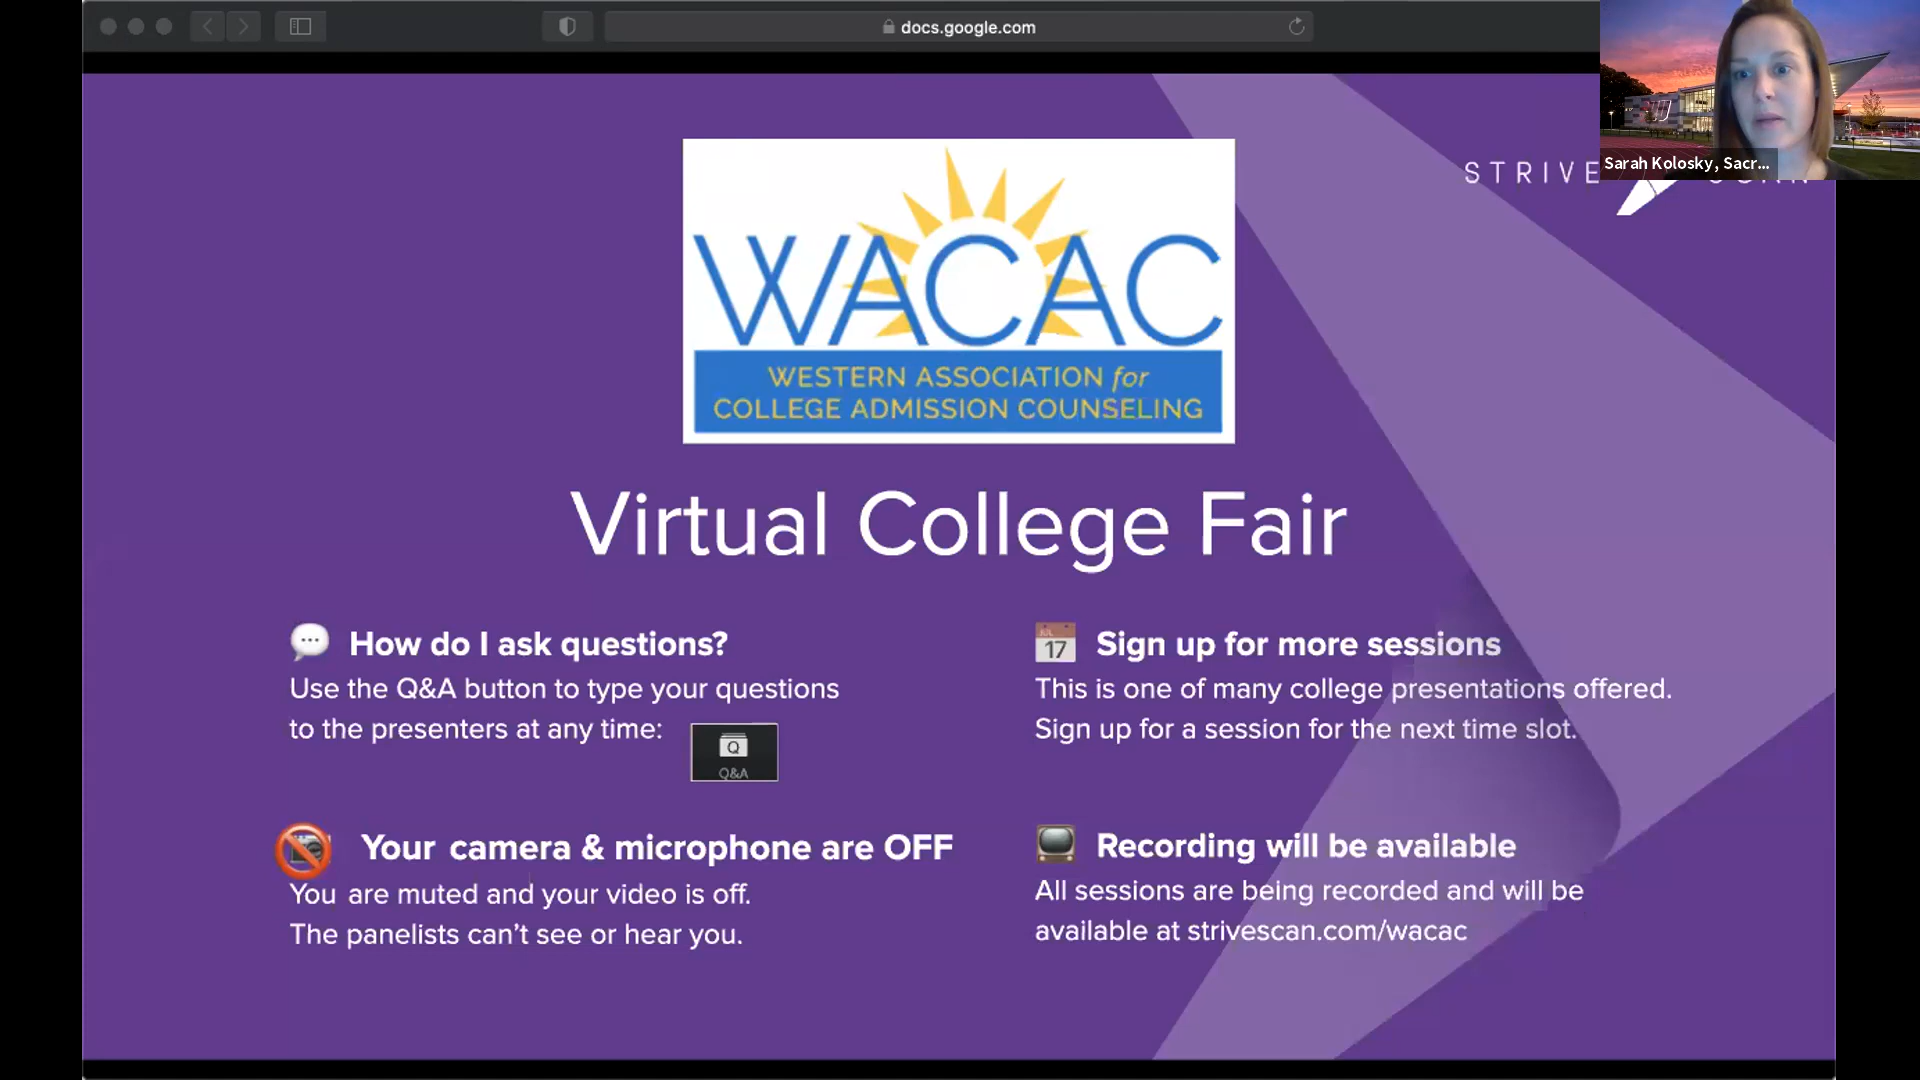 docs.google.com
Sarah Kolosky, Sacr...
STRIVE
WACAC
WESTERN ASSOCIATION for
COLLEGE ADMISSION COUNSELING
Virtual College Fair
How do I ask questions?
Use the Q&A button to type your questions
to the presenters at any time:
Q
Q&A
JUL
17
Sign up for more sessions
This is one of many college presentations offered.
Sign up for a session for the next time slot.
Your camera & microphone are OFF
You are muted and your video is off.
The panelists can't see or hear you.
Recording will be available
All sessions are being recorded and will be
available at strivescan.com/wacac